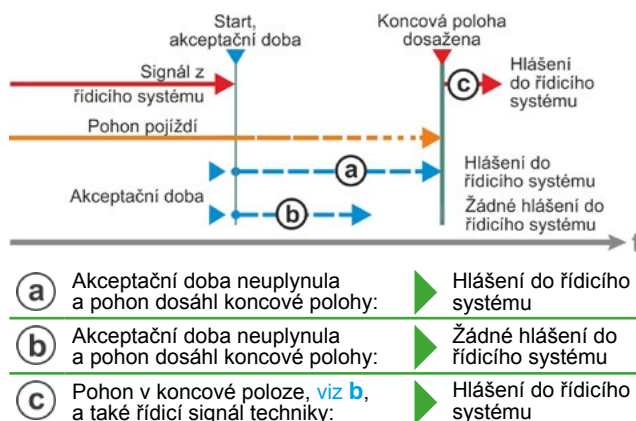 Start,
akceptační doba
Koncová poloha
dosažena
Signál z
řídicího systému
c
Hlášení
do řídicího
systému
Pohon pojíždí
a
Hlášení do
řídicího systému
Akceptační doba
b
Žádné hlášení do
řídicího systému
t
a
Akceptační doba neuplynula
a pohon dosáhl koncové polohy:
Hlášení do řídicího
systému
b
Akceptační doba neuplynula
a pohon dosáhl koncové polohy:
Žádné hlášení do
řídicího systému
c
Pohon v koncové poloze, viz b,
a také řídicí signál techniky:
Hlášení do řídicího
systému